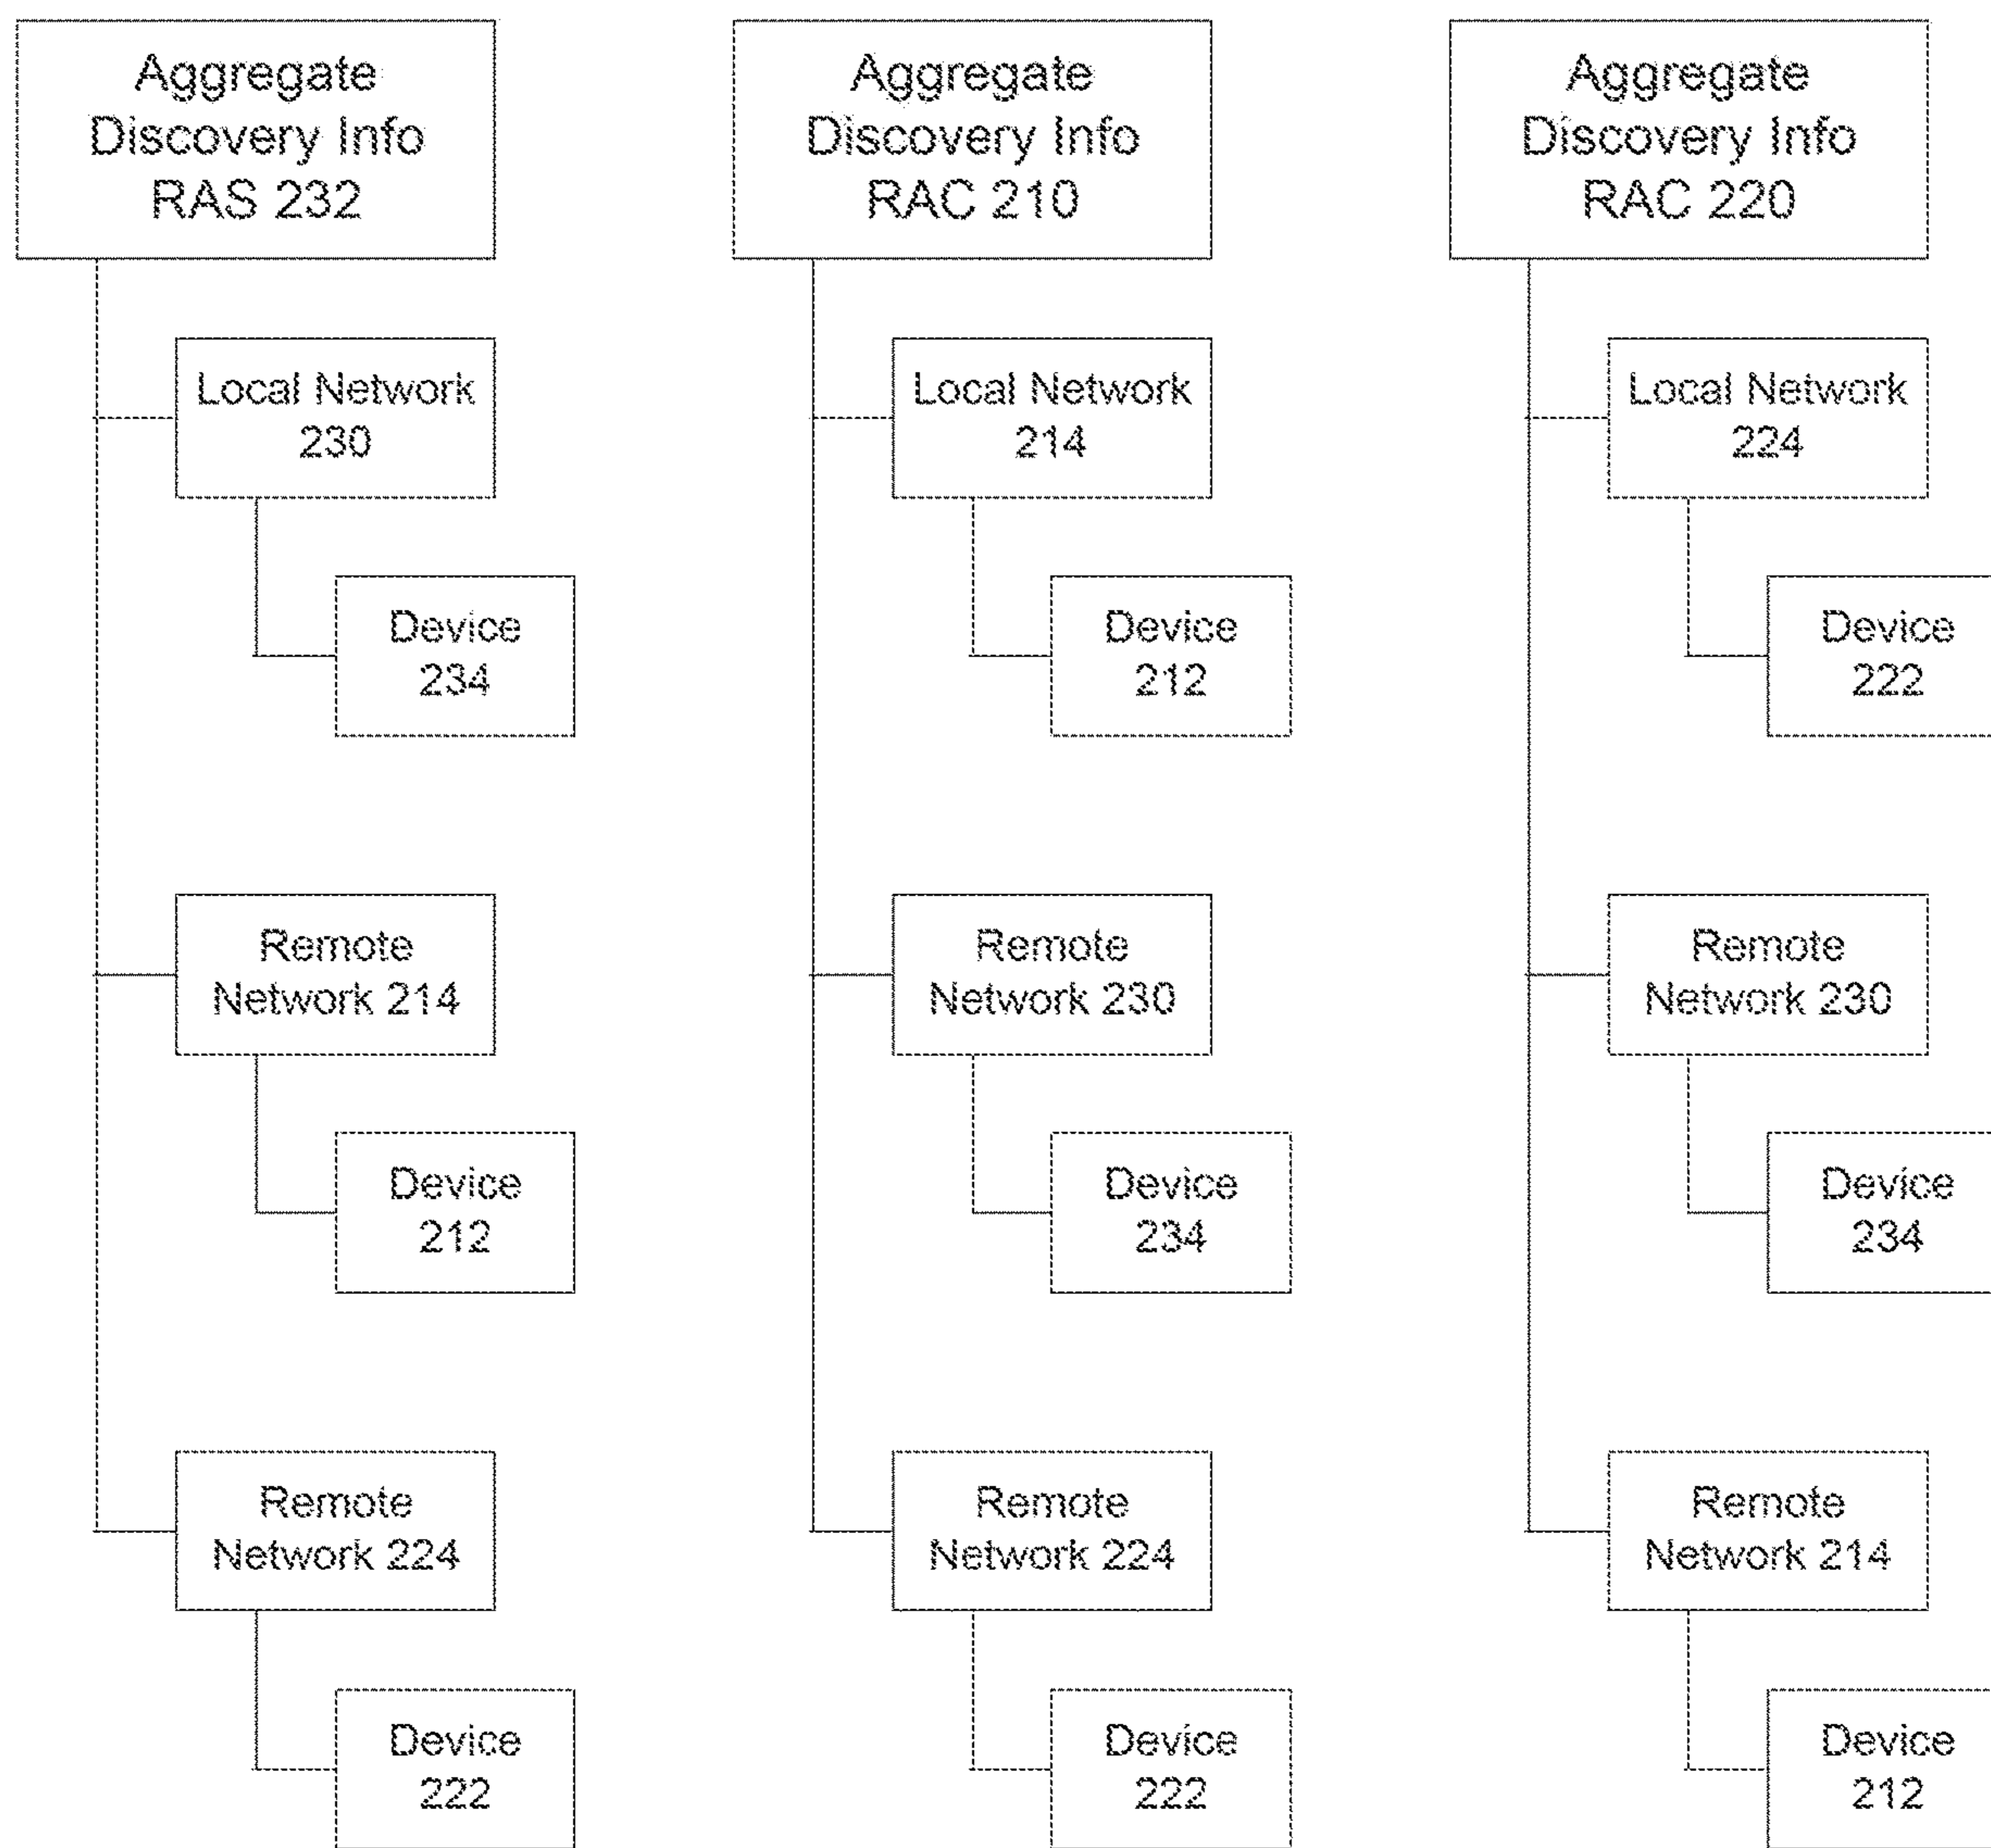 Aggregate
Discovery Info
RAS 232
Local Network
230
Device
234
Remote
Network 214
Device
212
Remote
Network 224
Device
222
Aggregate
Discovery Info
RAC 210
Local Network
214
Device
212
Remote
Network 230
Device
234
Remote
Network 224
Device
222
Aggregate
Discovery Info
RAC 220
Local Network
224
Device
222
Remote
Network 230
Device
234
Remote
Network 214
Device
212